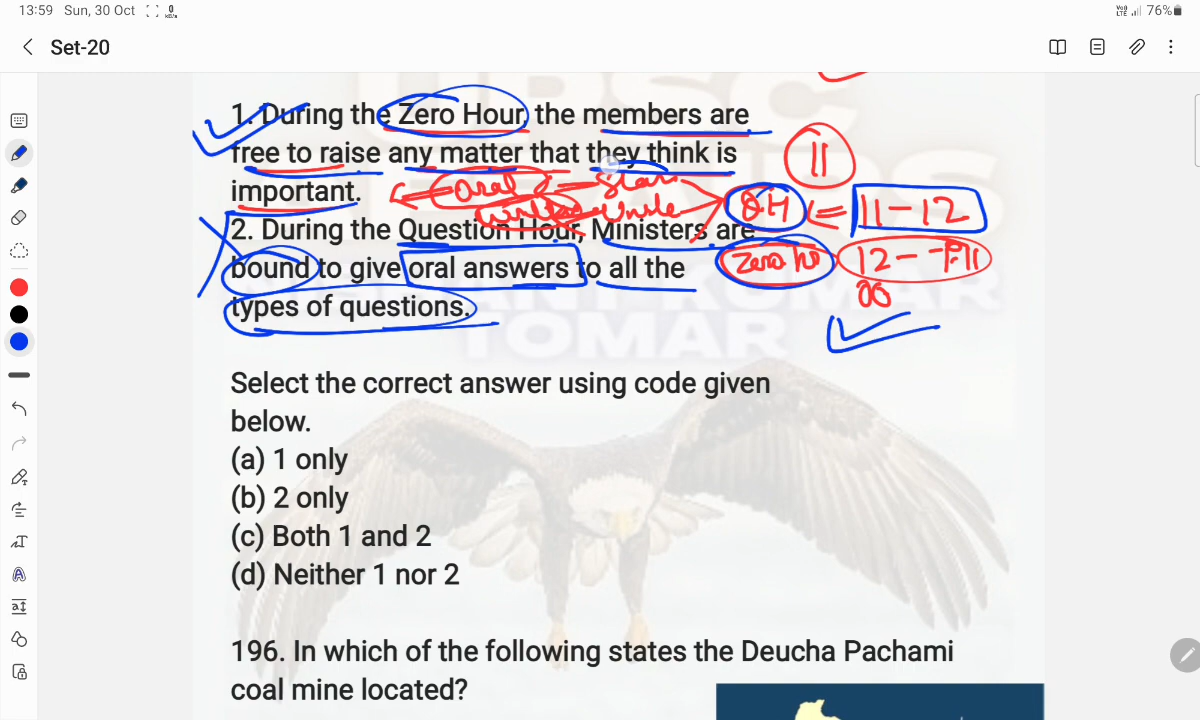 13:59 Sun, 30 Oct
76%
Set-20
1. During the Zero Hour the members are
free to raise any matter that they think is
important.
2. During the Question Hour, Ministers are
bound to give oral answers to all the
types of questions.
11
Oral
QH = 11-12
Zero
12 -
Select the correct answer using code given
below.
(a) 1 only
(b) 2 only
(c) Both 1 and 2
(d) Neither 1 nor 2
TOMAR
196. In which of the following states the Deucha Pachami
coal mine located?